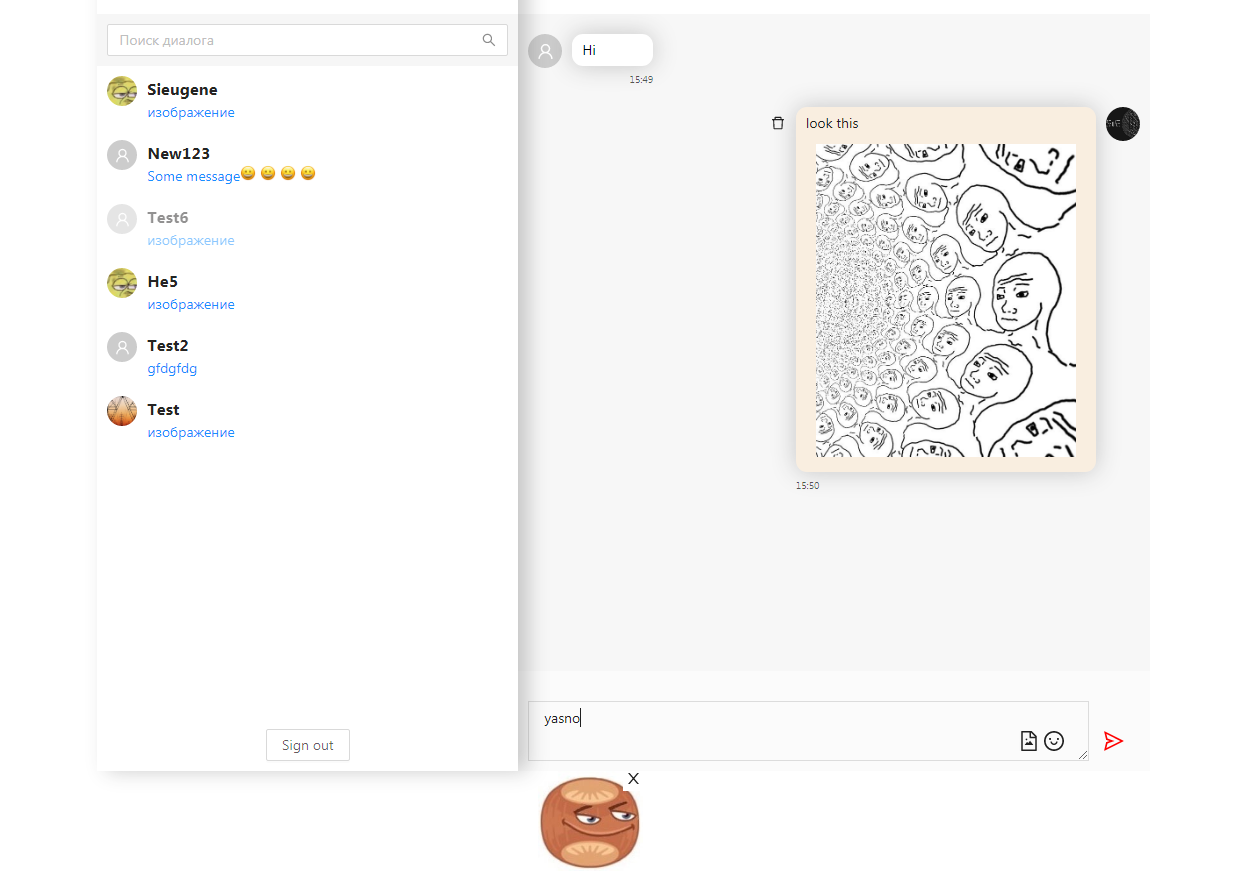 Поиск диалога
Sieugene
изображение
New123
Some message😀 😀 😀 😀
Test6
изображение
He5
изображение
Test2
gfdgfdg
Test
изображение
Sign out
Hi
15:49
look this
15:50
yasno
X